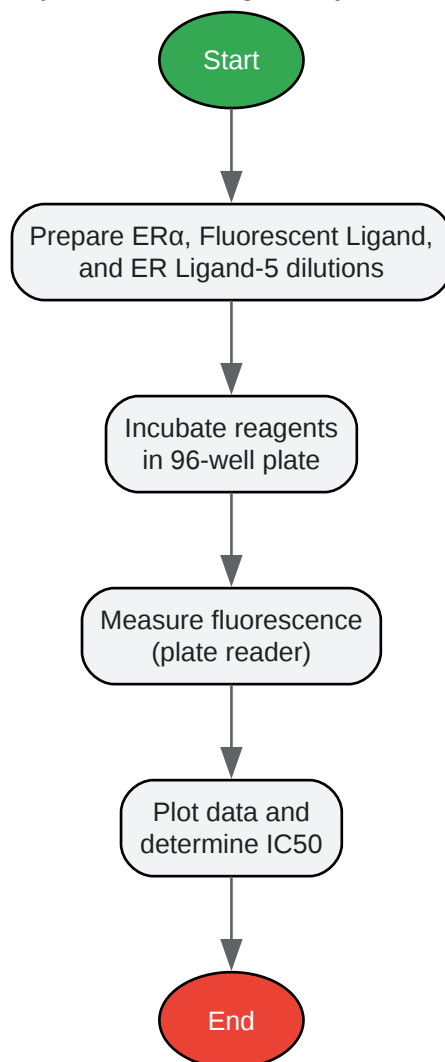 Start
Prepare ERα, Fluorescent Ligand,
and ER Ligand-5 dilutions
Incubate reagents
in 96-well plate
Measure fluorescence
(plate reader)
Plot data and
determine IC50
End